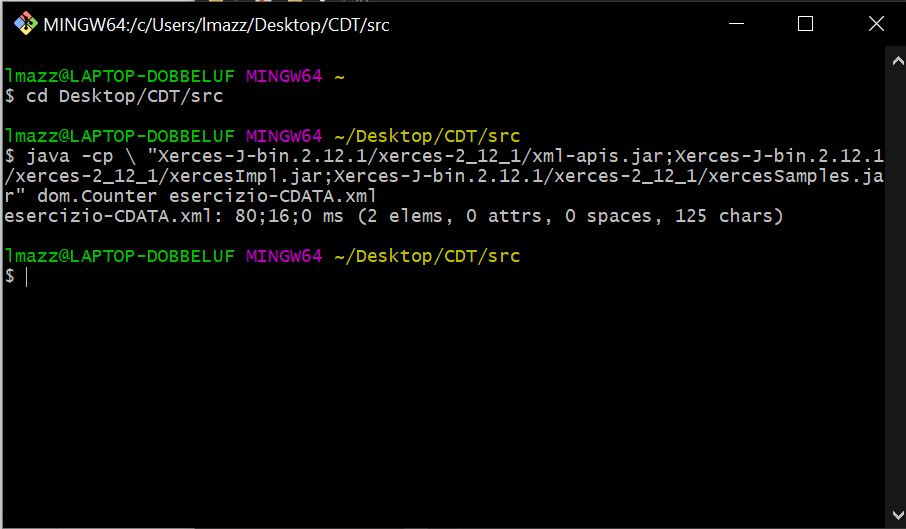 MINGW64:/c/Users/lmazz/Desktop/CDT/src
lmazz@LAPTOP-DOBBELUF MINGW64 ~
$ cd Desktop/CDT/src
lmazz@LAPTOP-DOBBELUF MINGW64 ~/Desktop/CDT/src
$ java -cp \ "Xerces-J-bin.2.12.1/xerces-2_12_1/xml-apis.jar;Xerces-J-bin.2.12.1
/xerces-2_12_1/xercesImpl.jar;Xerces-J-bin.2.12.1/xerces-2_12_1/xercesSamples.ja
r" dom.Counter esercizio-CDATA.xml
esercizio-CDATA.xml: 80;16;0 ms (2 elems, 0 attrs, 0 spaces, 125 chars)
lmazz@LAPTOP-DOBBELUF MINGW64 ~/Desktop/CDT/src
$